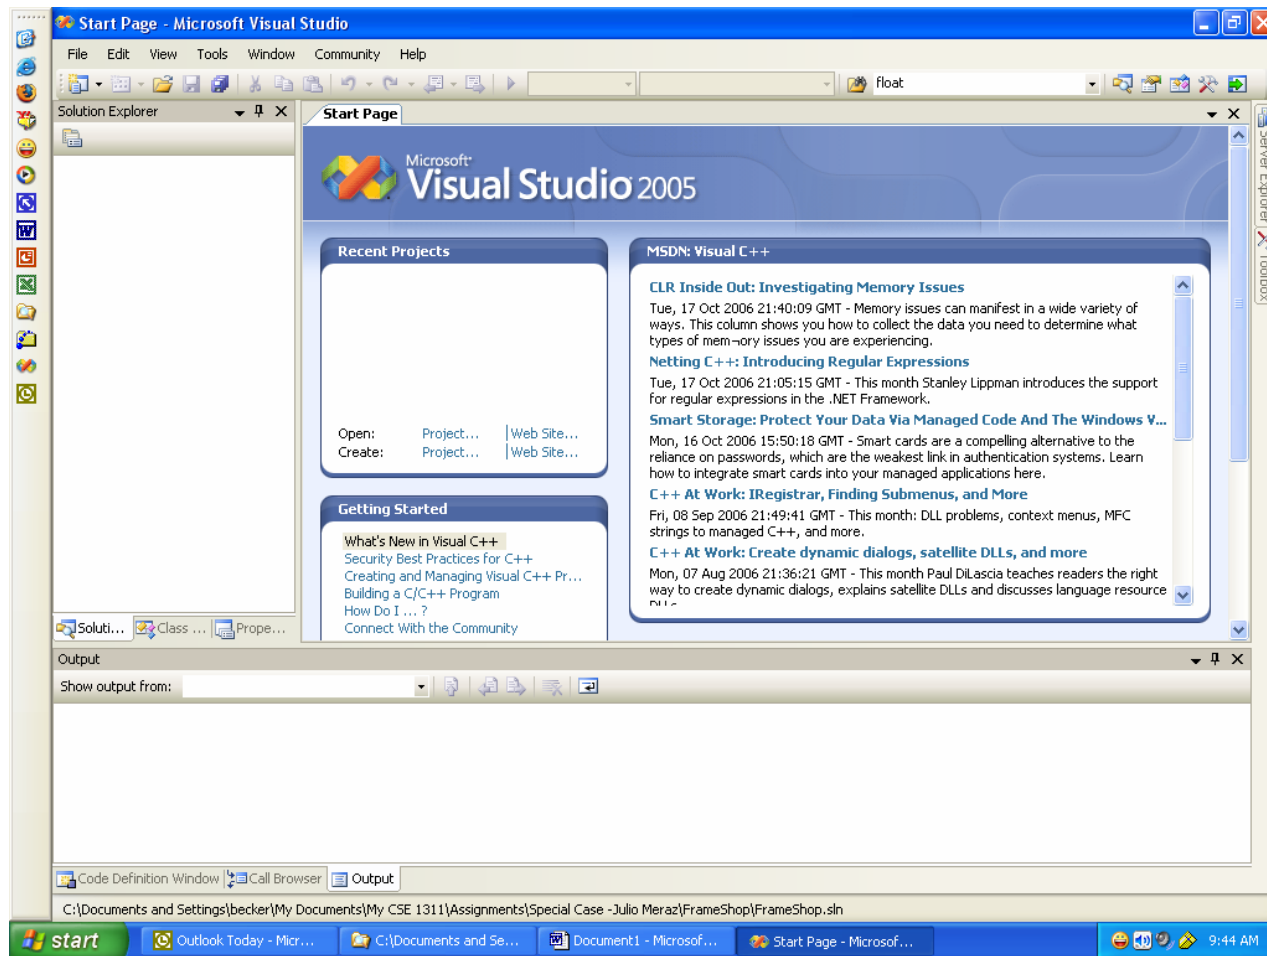 Start Page - Microsoft Visual Studio
File Edit View Tools Window Community Help
float
Solution Explorer
Start Page
Microsoft
Visual Studio 2005
Recent Projects
Open: Project... | Web Site...
Create: Project... | Web Site...
Getting Started
What's New in Visual C++
Security Best Practices for C++
Creating and Managing Visual C++ Pr...
Building a C/C++ Program
How Do I ... ?
Connect With the Community
MSDN: Visual C++
CLR Inside Out: Investigating Memory Issues
Tue, 17 Oct 2006 21:40:09 GMT - Memory issues can manifest in a wide variety of
ways. This column shows you how to collect the data you need to determine what
types of mem¬ory issues you are experiencing.
Netting C++: Introducing Regular Expressions
Tue, 17 Oct 2006 21:05:15 GMT - This month Stanley Lippman introduces the support
for regular expressions in the .NET Framework.
Smart Storage: Protect Your Data Via Managed Code And The Windows V...
Mon, 16 Oct 2006 15:50:18 GMT - Smart cards are a compelling alternative to the
reliance on passwords, which are the weakest link in authentication systems. Learn
how to integrate smart cards into your managed applications here.
C++ At Work: IRegistrar, Finding Submenus, and More
Fri, 08 Sep 2006 21:49:41 GMT - This month: DLL problems, context menus, MFC
strings to managed C++, and more.
C++ At Work: Create dynamic dialogs, satellite DLLs, and more
Mon, 07 Aug 2006 21:36:21 GMT - This month Paul DiLascia teaches readers the right
way to create dynamic dialogs, explains satellite DLLs and discusses language resource
DLLs
Server Explorer
Toolbox
Soluti... Class ... Prope...
Output
Show output from:
Code Definition Window Call Browser Output
C:\Documents and Settings\becker\My Documents\My CSE 1311\Assignments\Special Case -Julio Meraz\FrameShop\FrameShop.sln
start Outlook Today - Micr... C:\Documents and Se... Document1 - Microsof... Start Page - Microsof... 9:44 AM